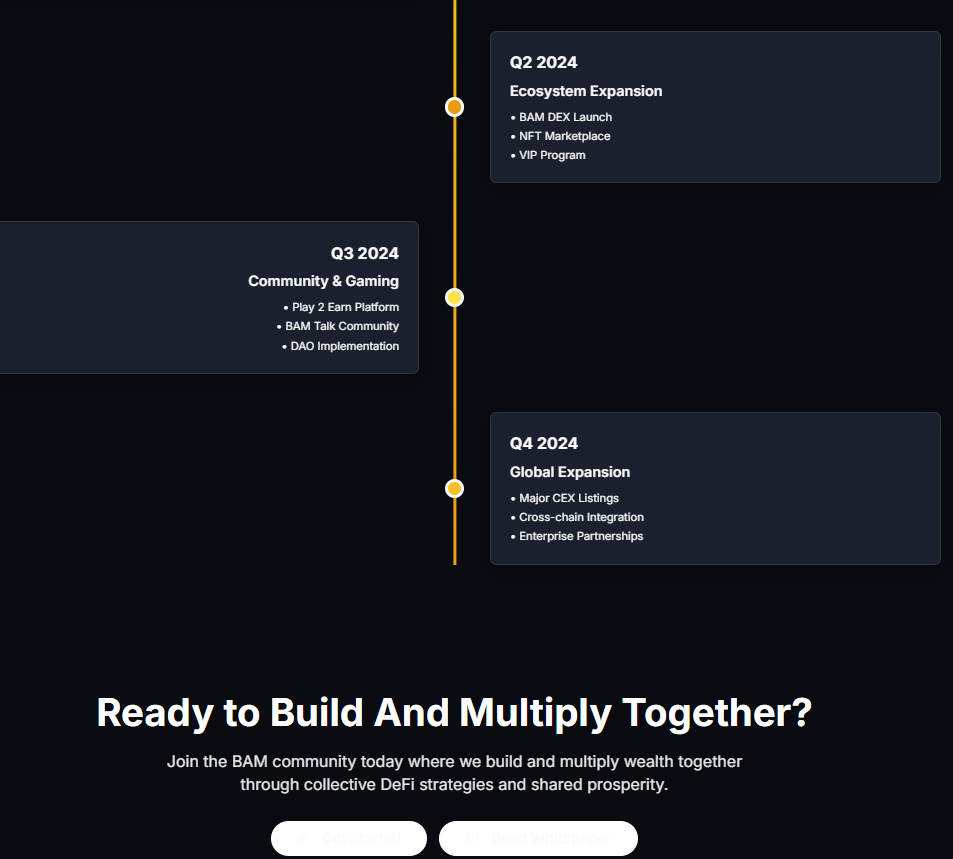 Q2 2024
Ecosystem Expansion
• BAM DEX Launch
• NFT Marketplace
• VIP Program
Q3 2024
Community & Gaming
• Play 2 Earn Platform
• BAM Talk Community
• DAO Implementation
Q4 2024
Global Expansion
• Major CEX Listings
• Cross-chain Integration
• Enterprise Partnerships
Ready to Build And Multiply Together?
Join the BAM community today where we build and multiply wealth together
through collective DeFi strategies and shared prosperity.
Get Started
Read Whitepaper